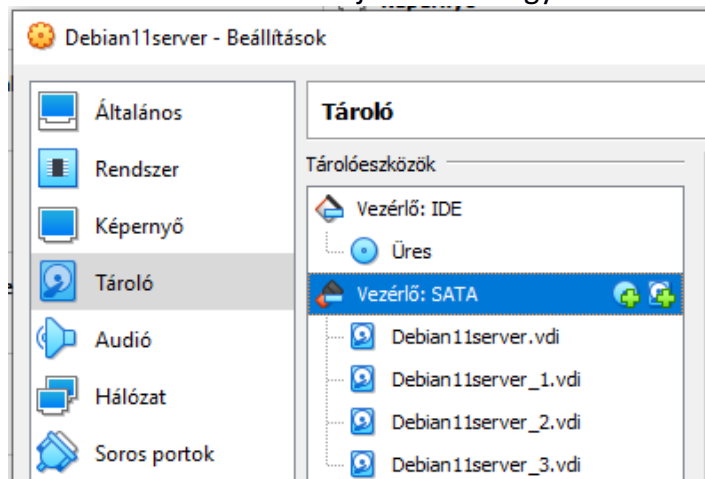 Debian11server - Beállítások
Általános
Rendszer
Képernyő
Tároló
Audió
Hálózat
Soros portok
Tároló
Tárolóeszközök
Vezérlő: IDE
Üres
Vezérlő: SATA
Debian11server.vdi
Debian11server_1.vdi
Debian11server_2.vdi
Debian11server_3.vdi